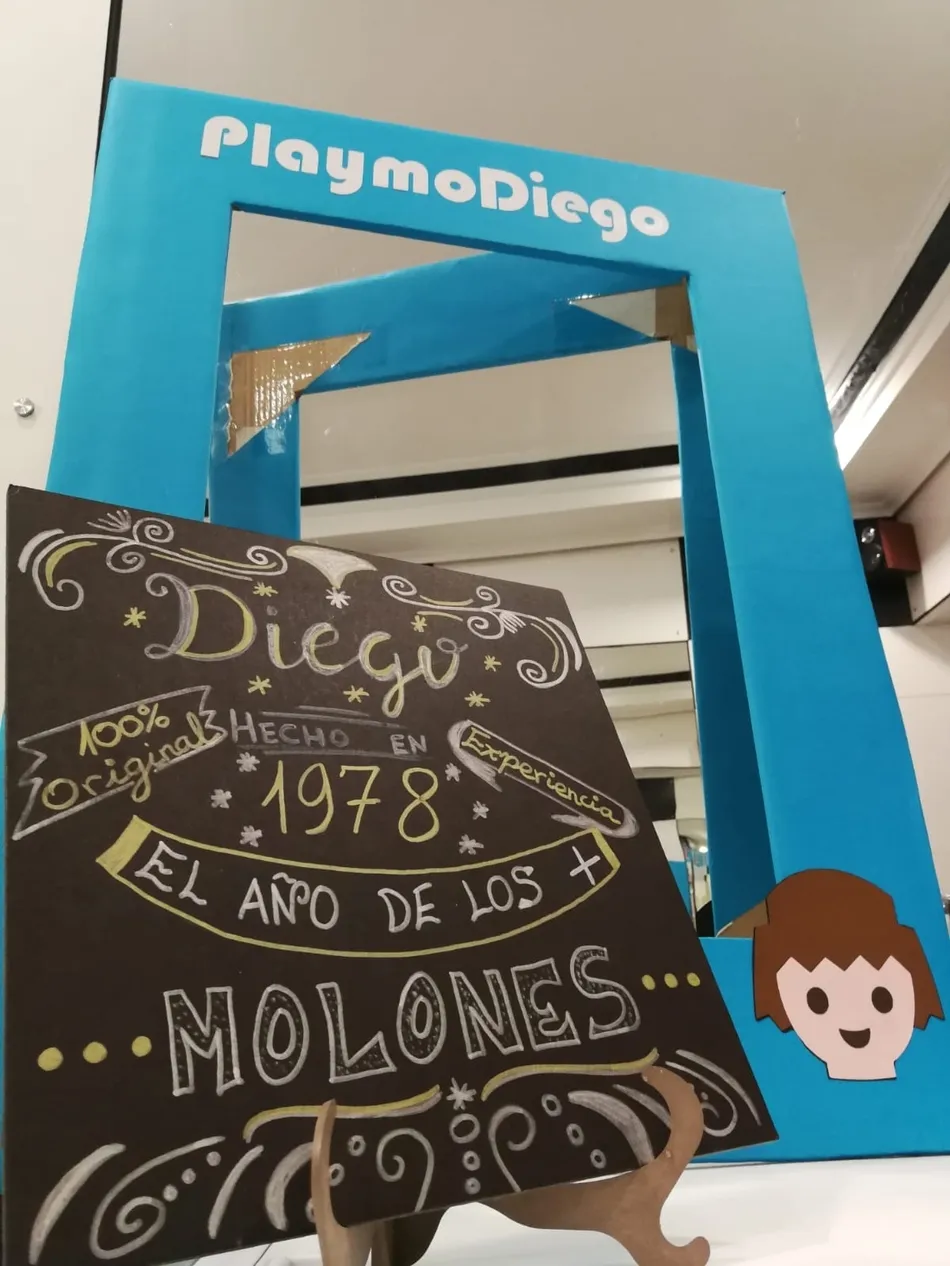 PlaymoDiego
Diego
100%
Original
HECHO EN
1978
Experiencia
EL AÑO DE LOS +
MOLONES